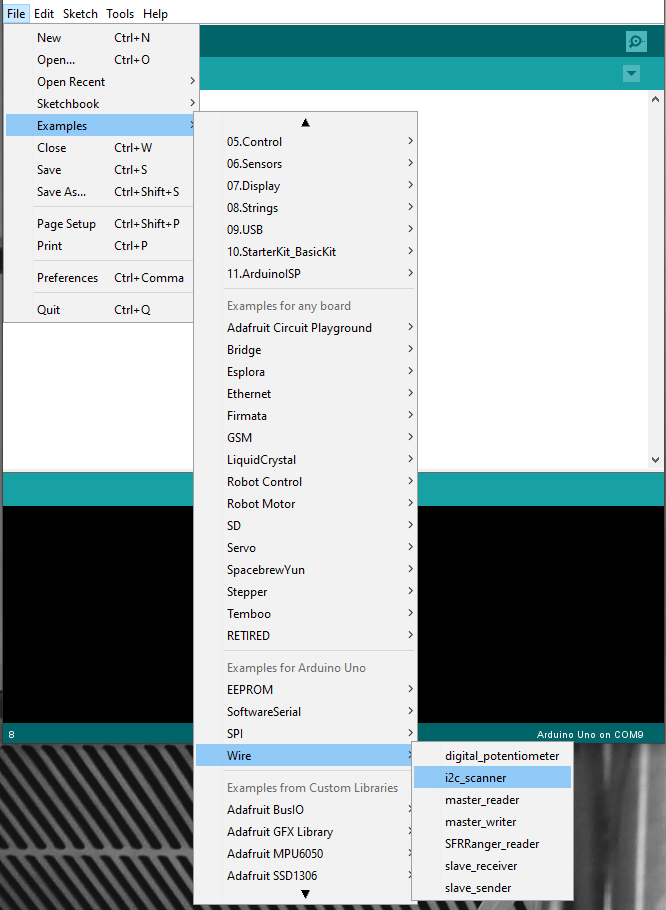 File Edit Sketch Tools Help
New Ctrl+N
Open... Ctrl+O
Open Recent
Sketchbook
Examples
Close Ctrl+W
Save Ctrl+S
Save As... Ctrl+Shift+S
Page Setup Ctrl+Shift+P
Print Ctrl+P
Preferences Ctrl+Comma
Quit Ctrl+Q
05.Control
06.Sensors
07.Display
08.Strings
09.USB
10.StarterKit_BasicKit
11.ArduinoISP
Examples for any board
Adafruit Circuit Playground
Bridge
Esplora
Ethernet
Firmata
GSM
LiquidCrystal
Robot Control
Robot Motor
SD
Servo
SpacebrewYun
Stepper
Temboo
RETIRED
Examples for Arduino Uno
EEPROM
SoftwareSerial
SPI
Wire
Examples from Custom Libraries
Adafruit BusIO
Adafruit GFX Library
Adafruit MPU6050
Adafruit SSD1306
digital_potentiometer
i2c_scanner
master_reader
master_writer
SFRRanger_reader
slave_receiver
slave_sender
8 Arduino Uno on COM9